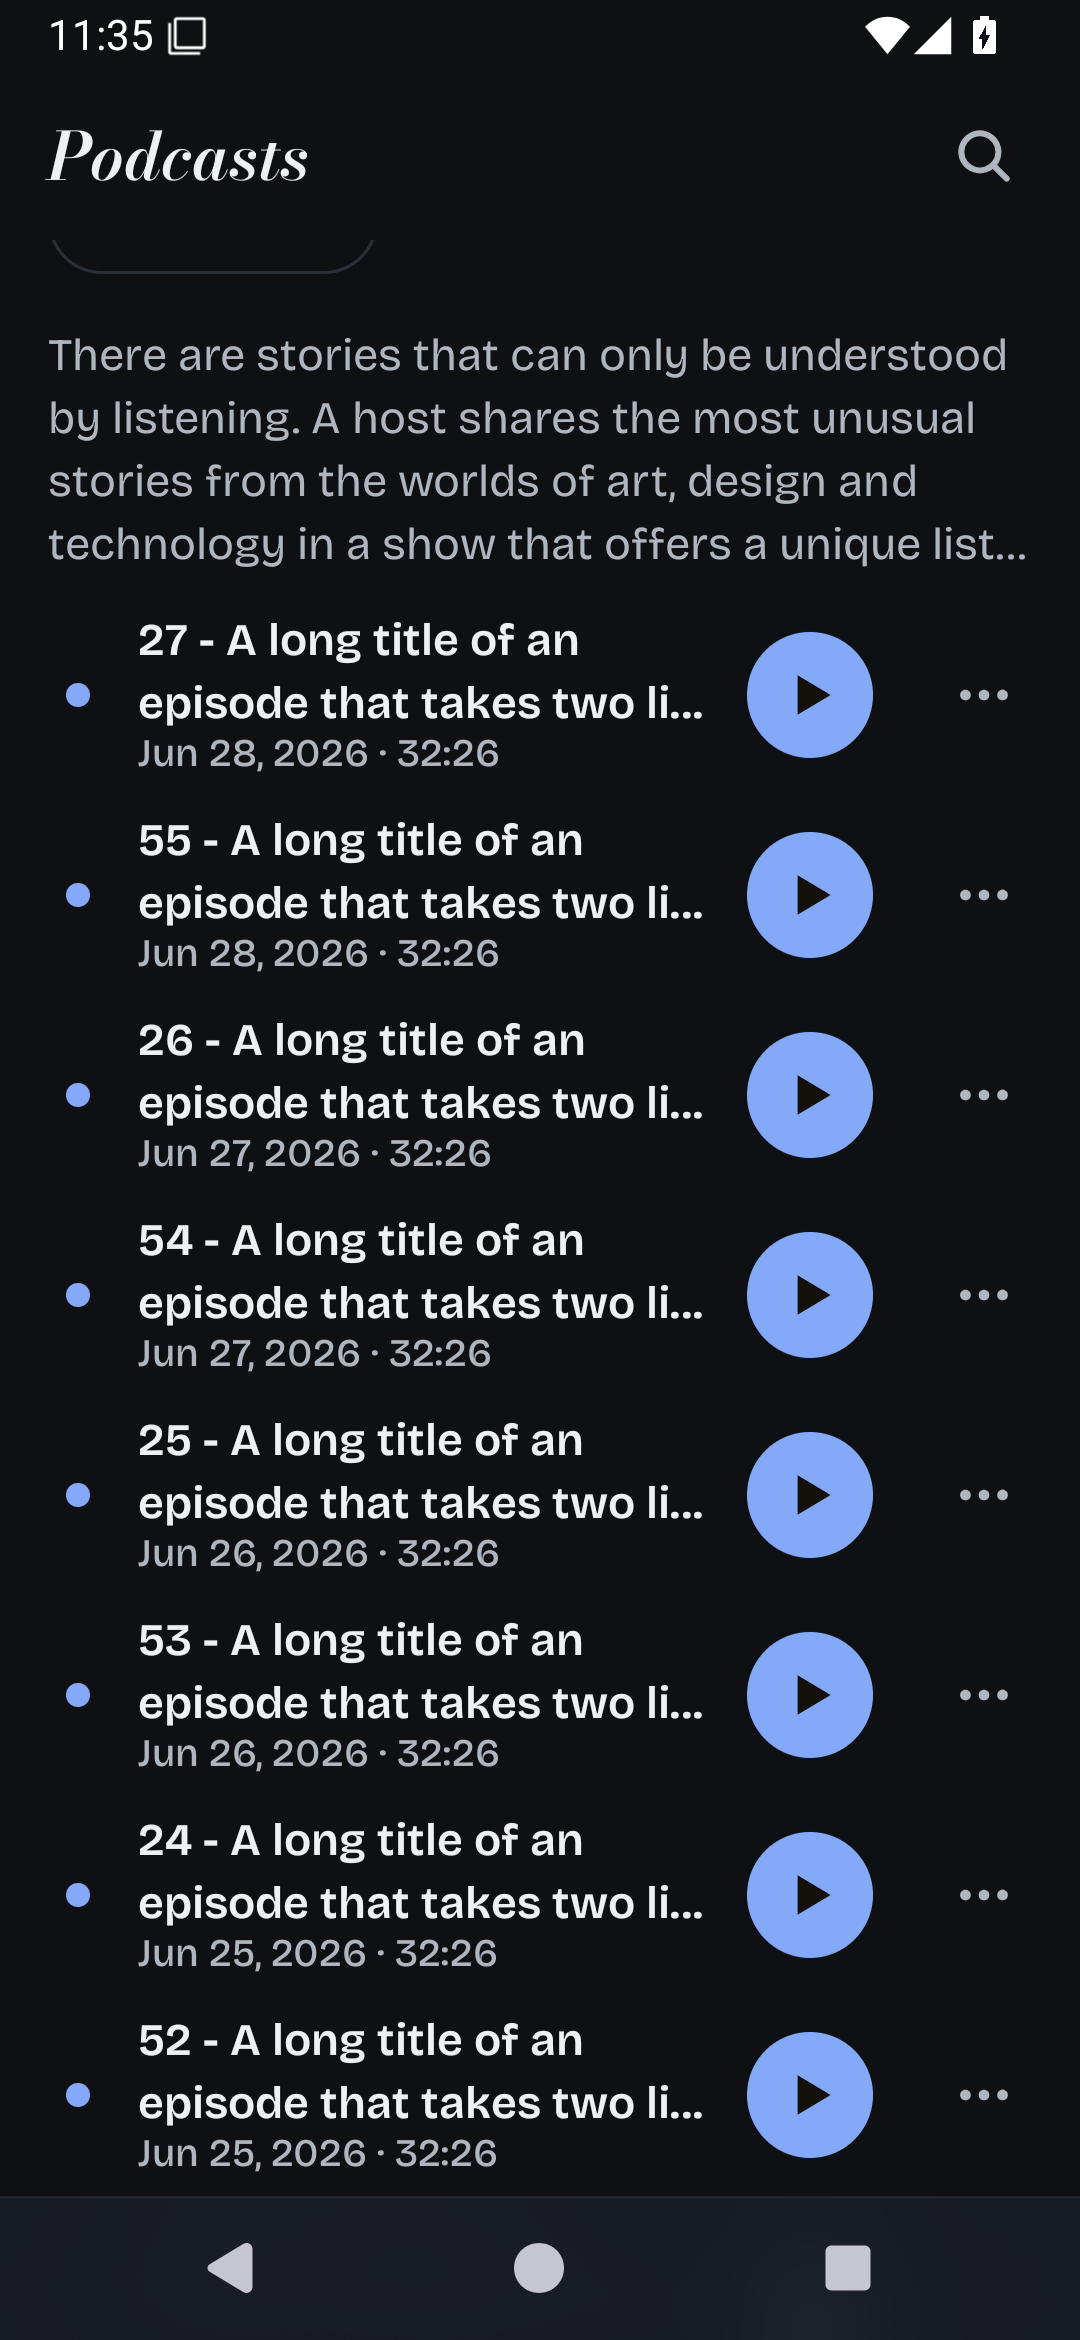 11:35
Podcasts
There are stories that can only be understood
by listening. A host shares the most unusual
stories from the worlds of art, design and
technology in a show that offers a unique list...
27 - A long title of an
episode that takes two li...
Jun 28, 2026 · 32:26
55 - A long title of an
episode that takes two li...
Jun 28, 2026 · 32:26
26 - A long title of an
episode that takes two li...
Jun 27, 2026 · 32:26
54 - A long title of an
episode that takes two li...
Jun 27, 2026 · 32:26
25 - A long title of an
episode that takes two li...
Jun 26, 2026 · 32:26
53 - A long title of an
episode that takes two li...
Jun 26, 2026 · 32:26
24 - A long title of an
episode that takes two li...
Jun 25, 2026 · 32:26
52 - A long title of an
episode that takes two li...
Jun 25, 2026 · 32:26